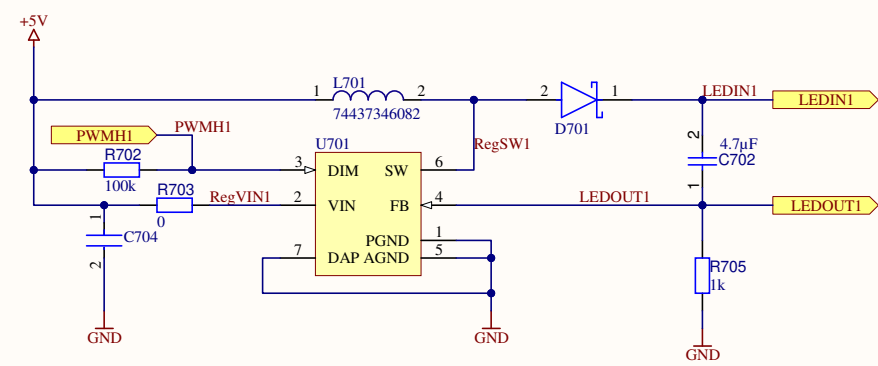 +5V
L701
1
2
74437346082
2
1
D701
LEDIN1
LEDIN1
PWMH1
PWMH1
R702
100k
U701
RegSW1
2
4.7µF
C702
1
3
DIM
SW
6
R703
0
RegVIN1
2
VIN
FB
4
LEDOUT1
LEDOUT1
1
C704
2
PGND
1
7
DAP
AGND
5
R705
1k
GND
GND
GND